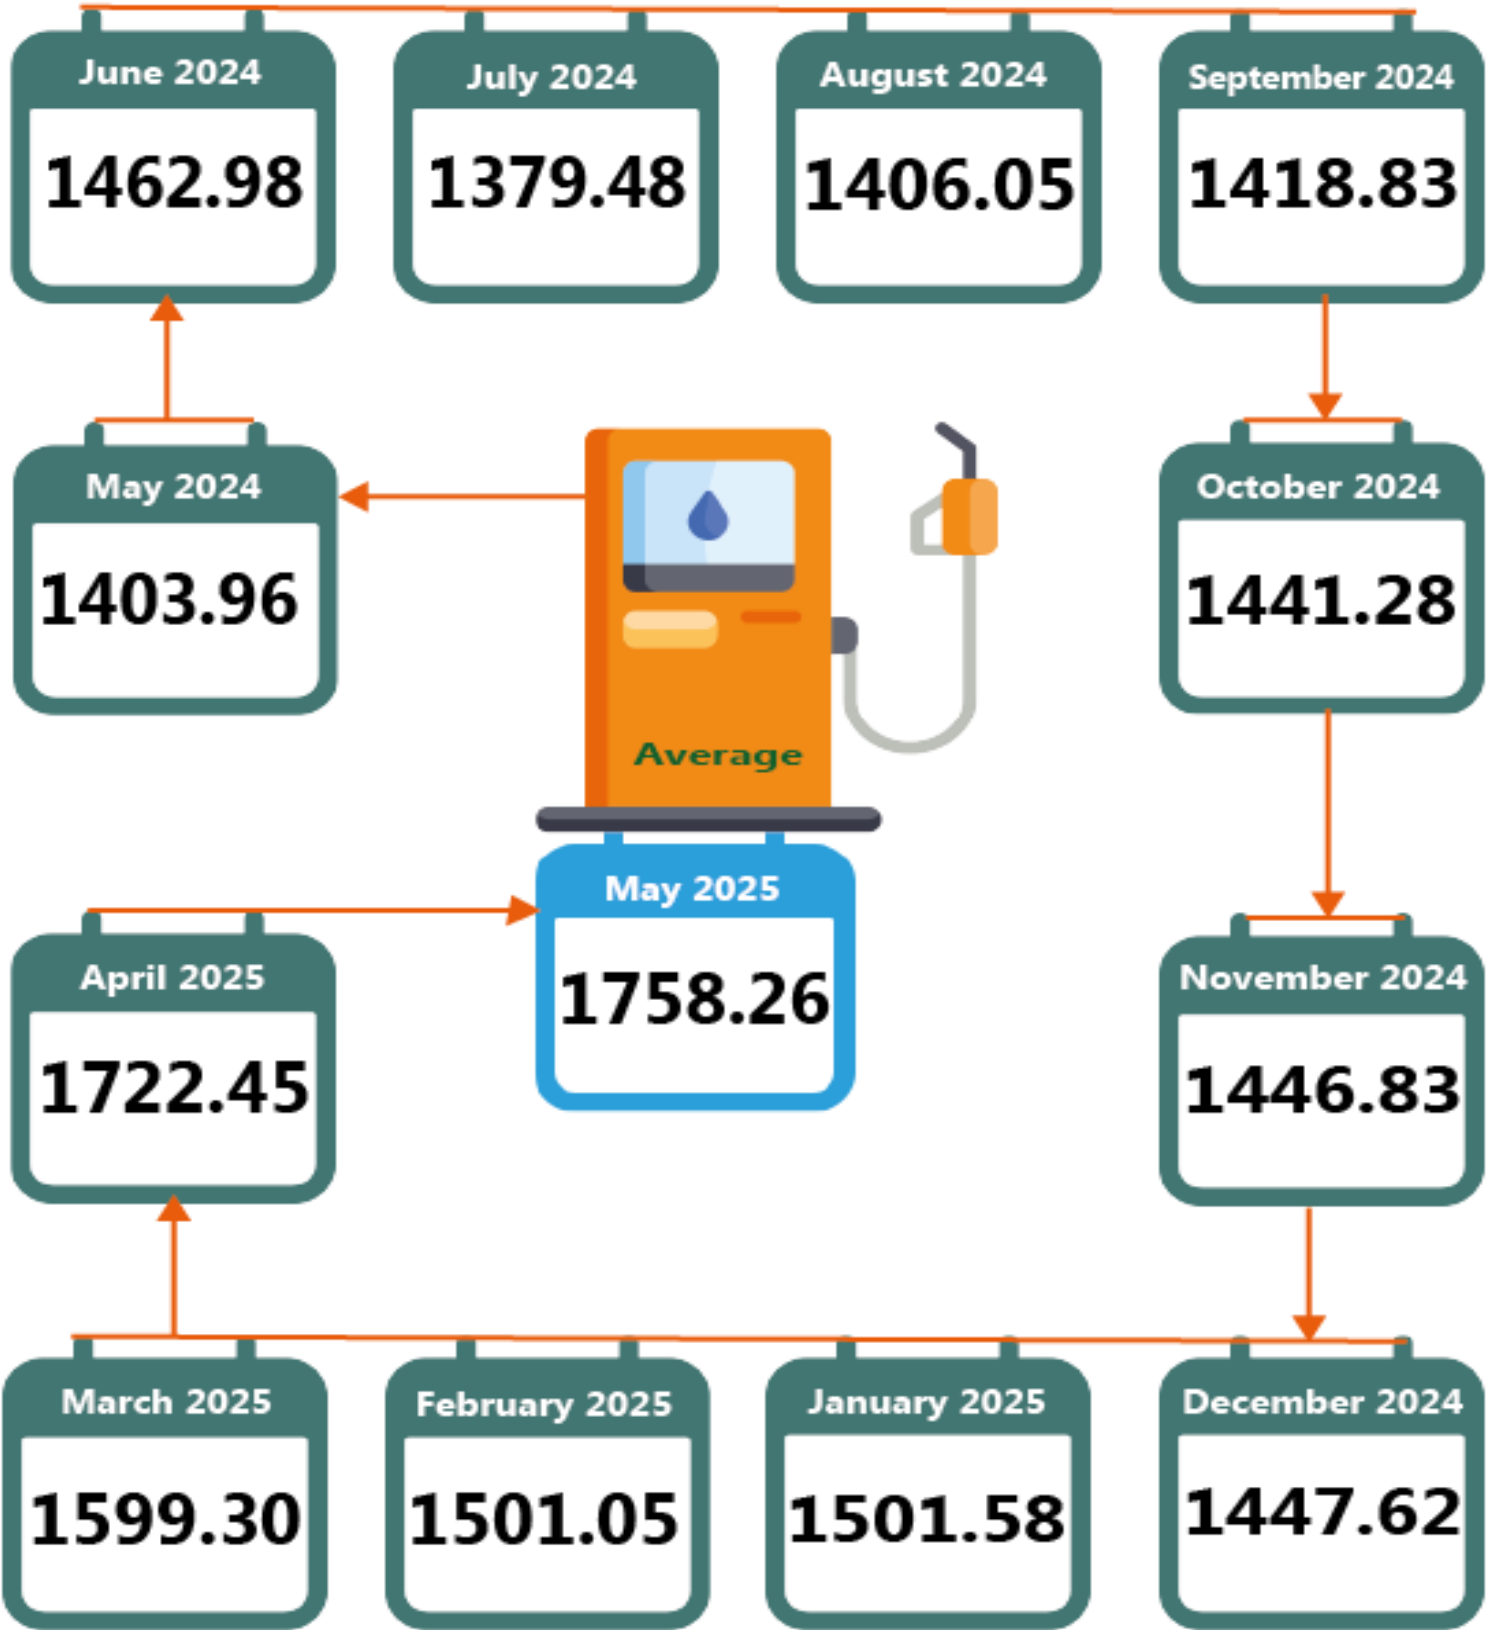 June 2024
1462.98
July 2024
1379.48
August 2024
1406.05
September 2024
1418.83
May 2024
1403.96
October 2024
1441.28
Average
May 2025
1758.26
April 2025
1722.45
November 2024
1446.83
March 2025
1599.30
February 2025
1501.05
January 2025
1501.58
December 2024
1447.62